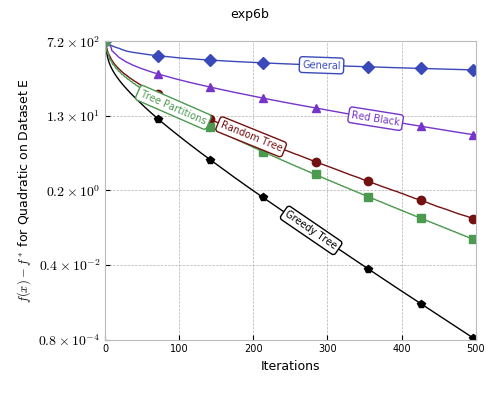 exp6b
7.2 × 10²
1.3 × 10¹
0.2 × 10⁰
0.4 × 10⁻²
0.8 × 10⁻⁴
f(x) − f* for Quadratic on Dataset E
General
Red Black
Tree Partitions
Random Tree
Greedy Tree
0 100 200 300 400 500
Iterations